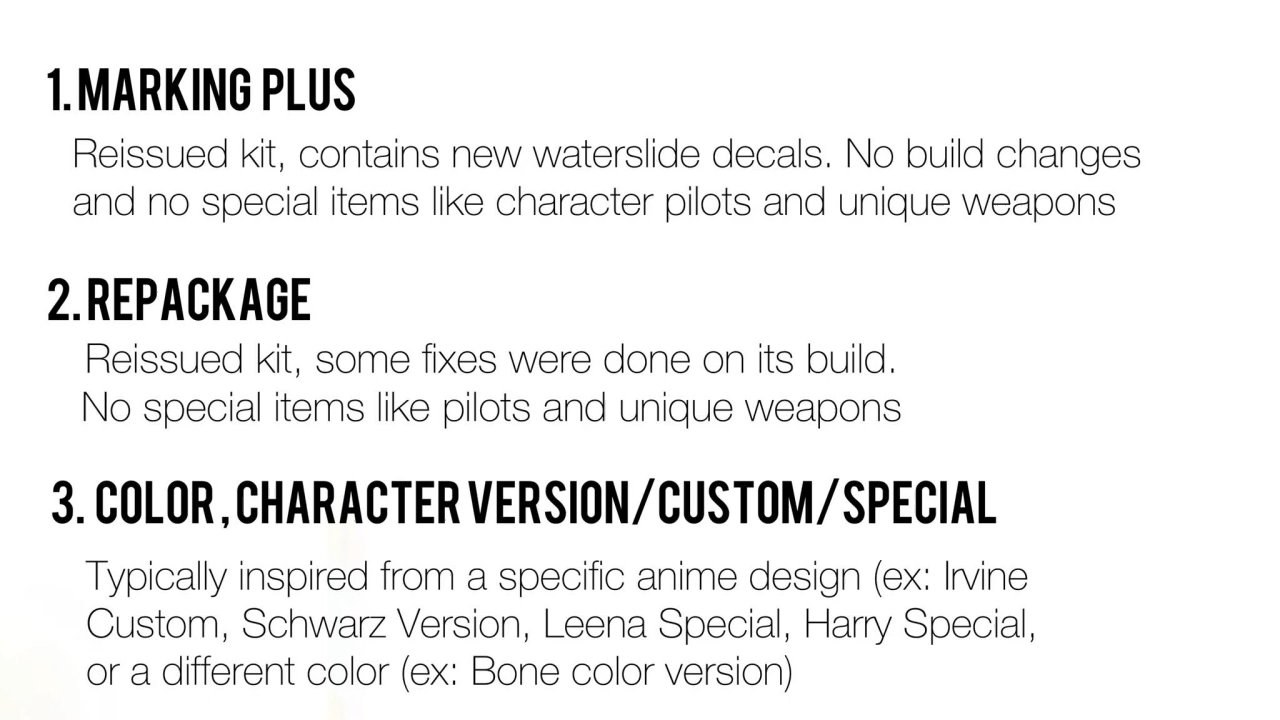 1. MARKING PLUS
Reissued kit, contains new waterslide decals. No build changes
and no special items like character pilots and unique weapons
2. REPACKAGE
Reissued kit, some fixes were done on its build.
No special items like pilots and unique weapons
3. COLOR, CHARACTER VERSION/CUSTOM/SPECIAL
Typically inspired from a specific anime design (ex: Irvine
Custom, Schwarz Version, Leena Special, Harry Special,
or a different color (ex: Bone color version)